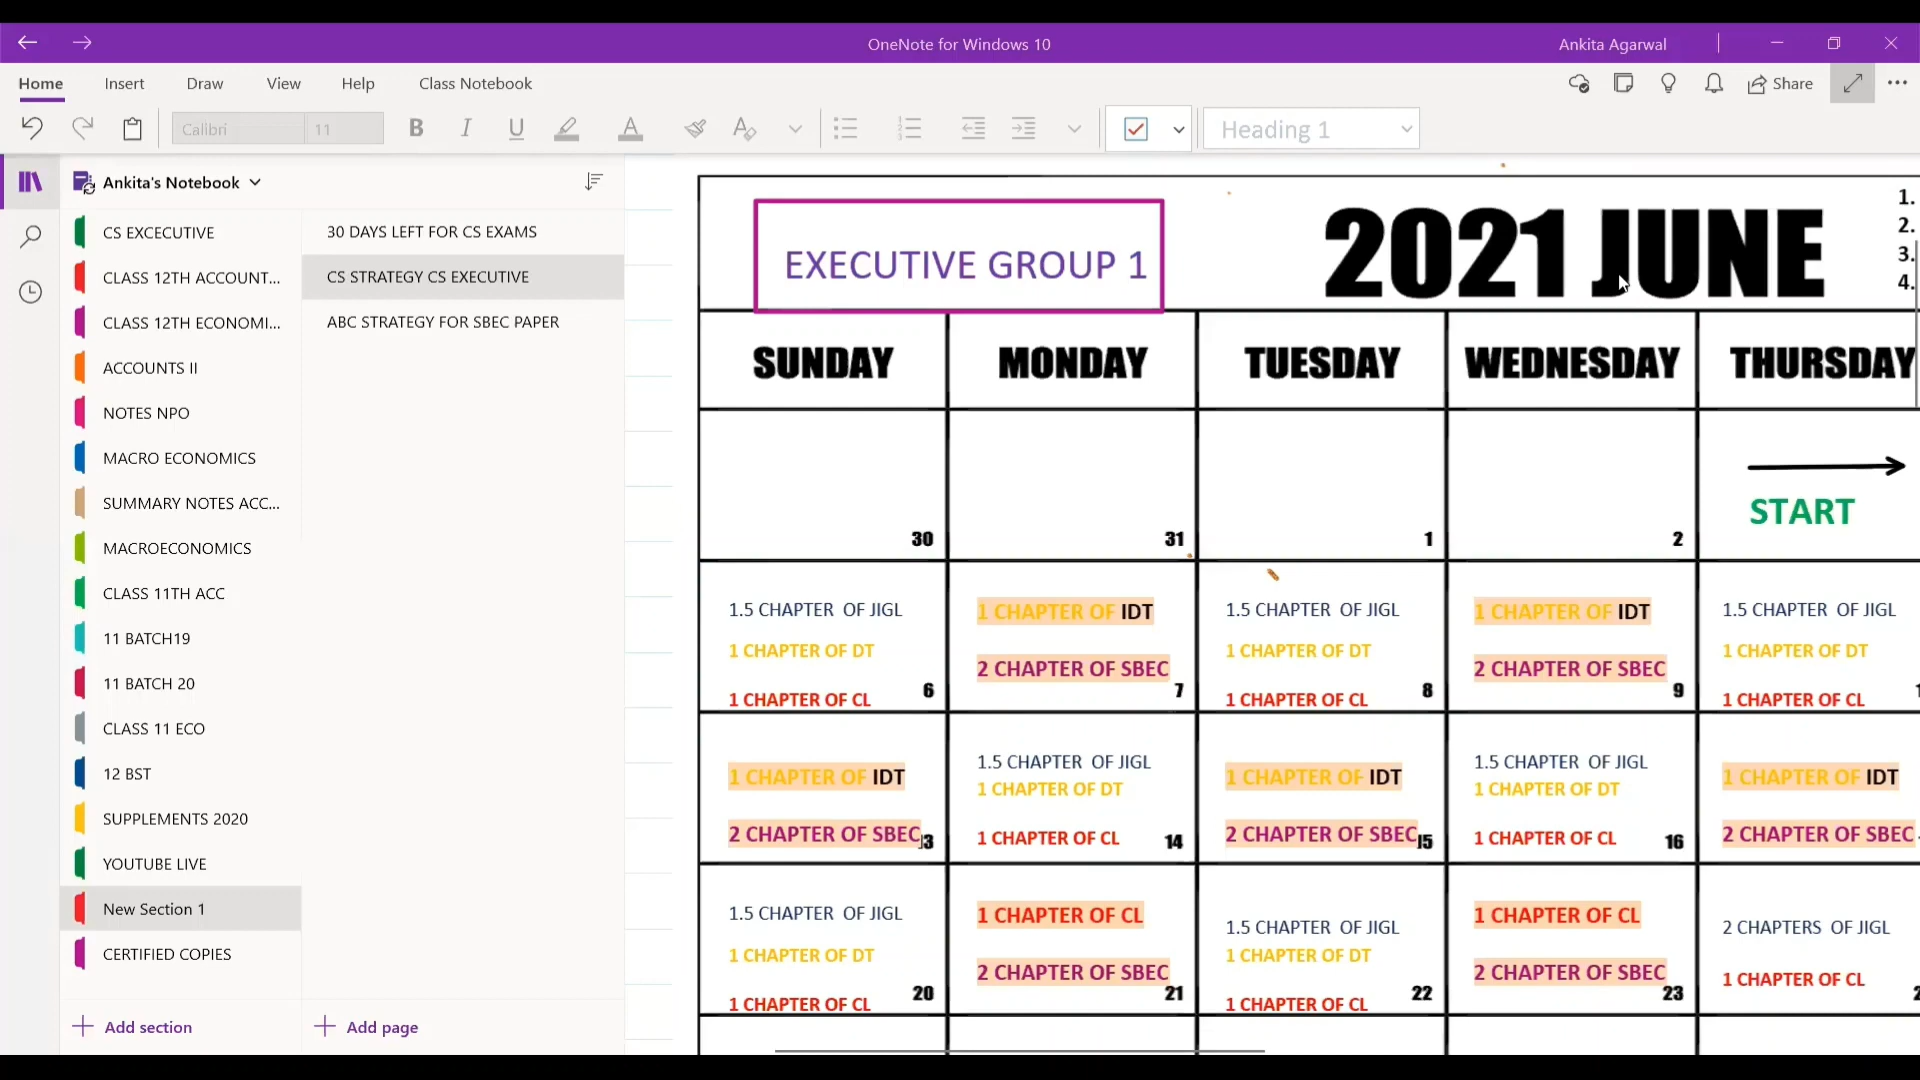 OneNote for Windows 10
Ankita Agarwal
Home
Insert
Draw
View
Help
Class Notebook
Share
Calibri
11
B
I
U
A
A
Heading 1
Ankita's Notebook
CS EXCECUTIVE
CLASS 12TH ACCOUNT...
CLASS 12TH ECONOMI...
ACCOUNTS II
NOTES NPO
MACRO ECONOMICS
SUMMARY NOTES ACC...
MACROECONOMICS
CLASS 11TH ACC
11 BATCH19
11 BATCH 20
CLASS 11 ECO
12 BST
SUPPLEMENTS 2020
YOUTUBE LIVE
New Section 1
CERTIFIED COPIES
Add section
30 DAYS LEFT FOR CS EXAMS
CS STRATEGY CS EXECUTIVE
ABC STRATEGY FOR SBEC PAPER
Add page
EXECUTIVE GROUP 1
2021 JUNE
1.
2.
3.
4.
SUNDAY
MONDAY
TUESDAY
WEDNESDAY
THURSDAY
30
31
1
2
START
1.5 CHAPTER OF JIGL
1 CHAPTER OF DT
1 CHAPTER OF CL
6
1 CHAPTER OF IDT
2 CHAPTER OF SBEC
7
1.5 CHAPTER OF JIGL
1 CHAPTER OF DT
1 CHAPTER OF CL
8
1 CHAPTER OF IDT
2 CHAPTER OF SBEC
9
1.5 CHAPTER OF JIGL
1 CHAPTER OF DT
1 CHAPTER OF CL
1 CHAPTER OF IDT
2 CHAPTER OF SBEC
13
1.5 CHAPTER OF JIGL
1 CHAPTER OF DT
1 CHAPTER OF CL
14
1 CHAPTER OF IDT
2 CHAPTER OF SBEC
15
1.5 CHAPTER OF JIGL
1 CHAPTER OF DT
1 CHAPTER OF CL
16
1 CHAPTER OF IDT
2 CHAPTER OF SBEC
1.5 CHAPTER OF JIGL
1 CHAPTER OF DT
1 CHAPTER OF CL
20
1 CHAPTER OF CL
2 CHAPTER OF SBEC
21
1.5 CHAPTER OF JIGL
1 CHAPTER OF DT
1 CHAPTER OF CL
22
1 CHAPTER OF CL
2 CHAPTER OF SBEC
23
2 CHAPTERS OF JIGL
1 CHAPTER OF CL